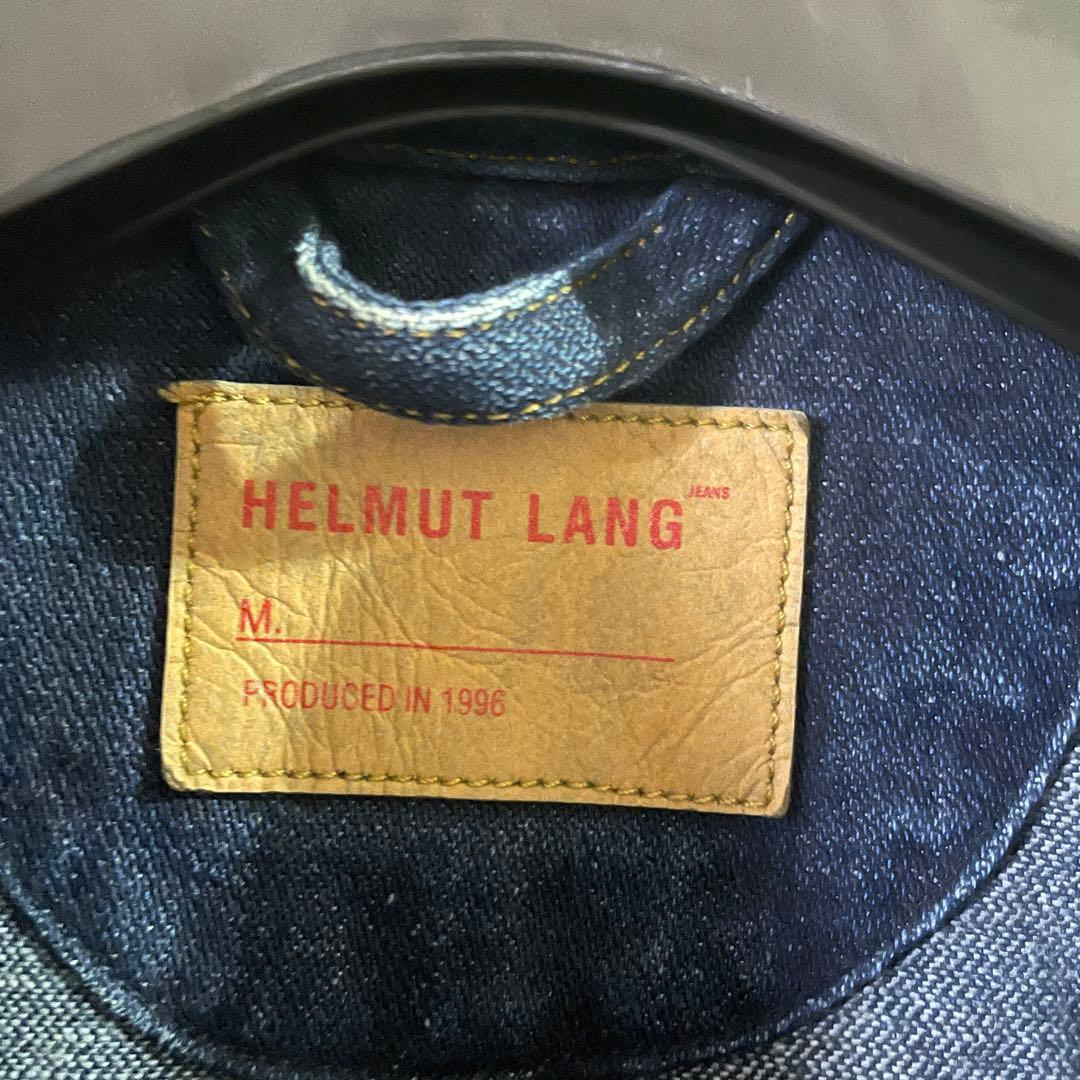 HELMUT LANG JEANS
M.
PRODUCED IN 1996